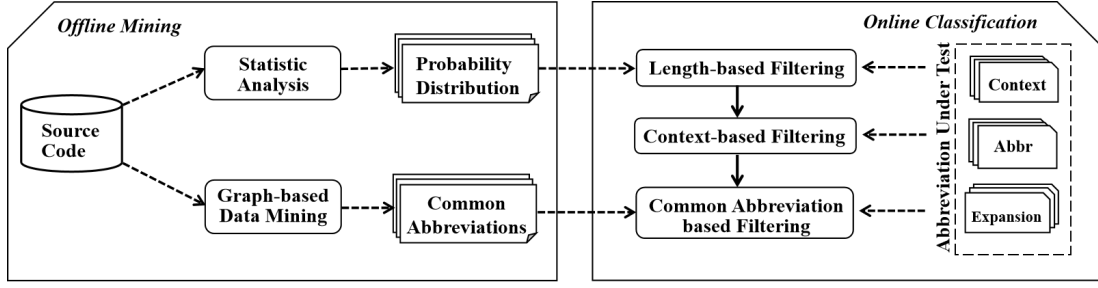 Offline Mining
Source
Code
Statistic
Analysis
Probability
Distribution
Graph-based
Data Mining
Common
Abbreviations
Online Classification
Length-based Filtering
Context-based Filtering
Common Abbreviation
based Filtering
Abbreviation Under Test
Context
Abbr
Expansion